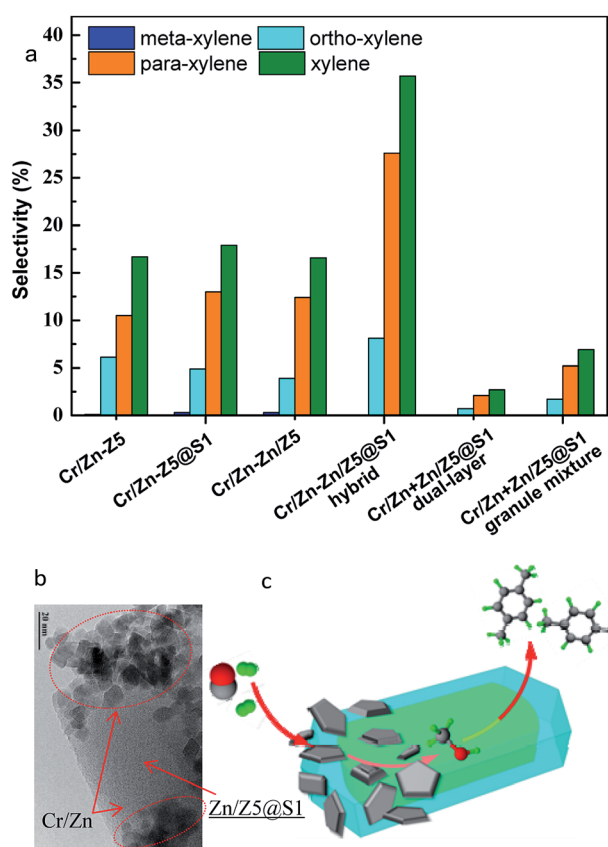 a
meta-xylene
ortho-xylene
para-xylene
xylene
Selectivity (%)
40
35
30
25
20
15
10
5
0
Cr/Zn-Z5
Cr/Zn-Z5@S1
Cr/Zn-Zn/Z5
Cr/Zn-Zn/Z5@S1
hybrid
Cr/Zn+Zn/Z5@S1
dual-layer
Cr/Zn+Zn/Z5@S1
granule mixture
b
20 nm
Cr/Zn
Zn/Z5@S1
c